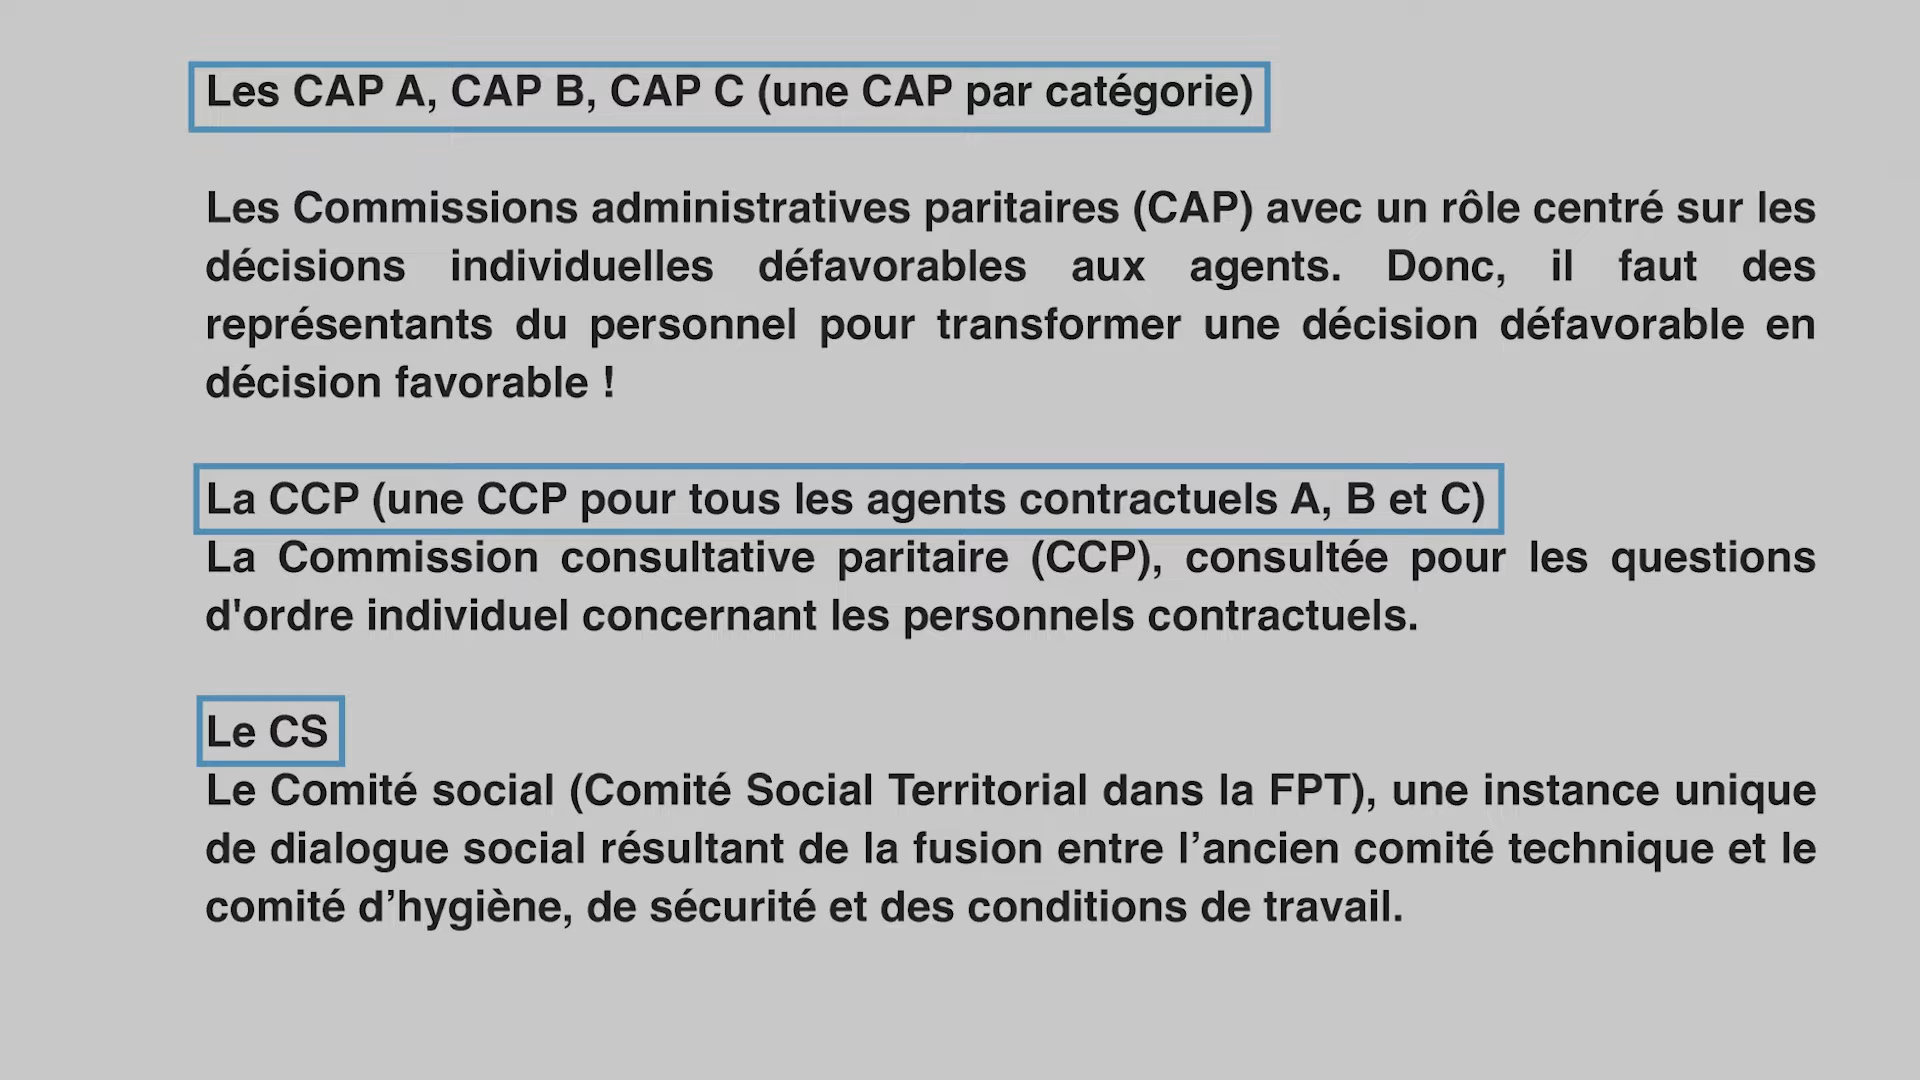 Les CAP A, CAP B, CAP C (une CAP par catégorie)
Les Commissions administratives paritaires (CAP) avec un rôle centré sur les
décisions individuelles défavorables aux agents. Donc, il faut des
représentants du personnel pour transformer une décision défavorable en
décision favorable !
La CCP (une CCP pour tous les agents contractuels A, B et C)
La Commission consultative paritaire (CCP), consultée pour les questions
d'ordre individuel concernant les personnels contractuels.
Le CS
Le Comité social (Comité Social Territorial dans la FPT), une instance unique
de dialogue social résultant de la fusion entre l’ancien comité technique et le
comité d’hygiène, de sécurité et des conditions de travail.